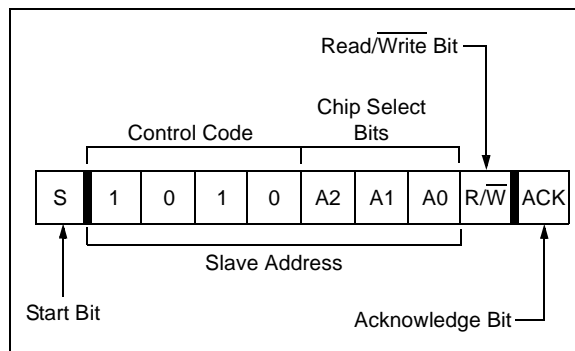 Read/Write Bit
Chip Select
Bits
Control Code
S 1 0 1 0 A2 A1 A0 R/W ACK
Slave Address
Start Bit
Acknowledge Bit